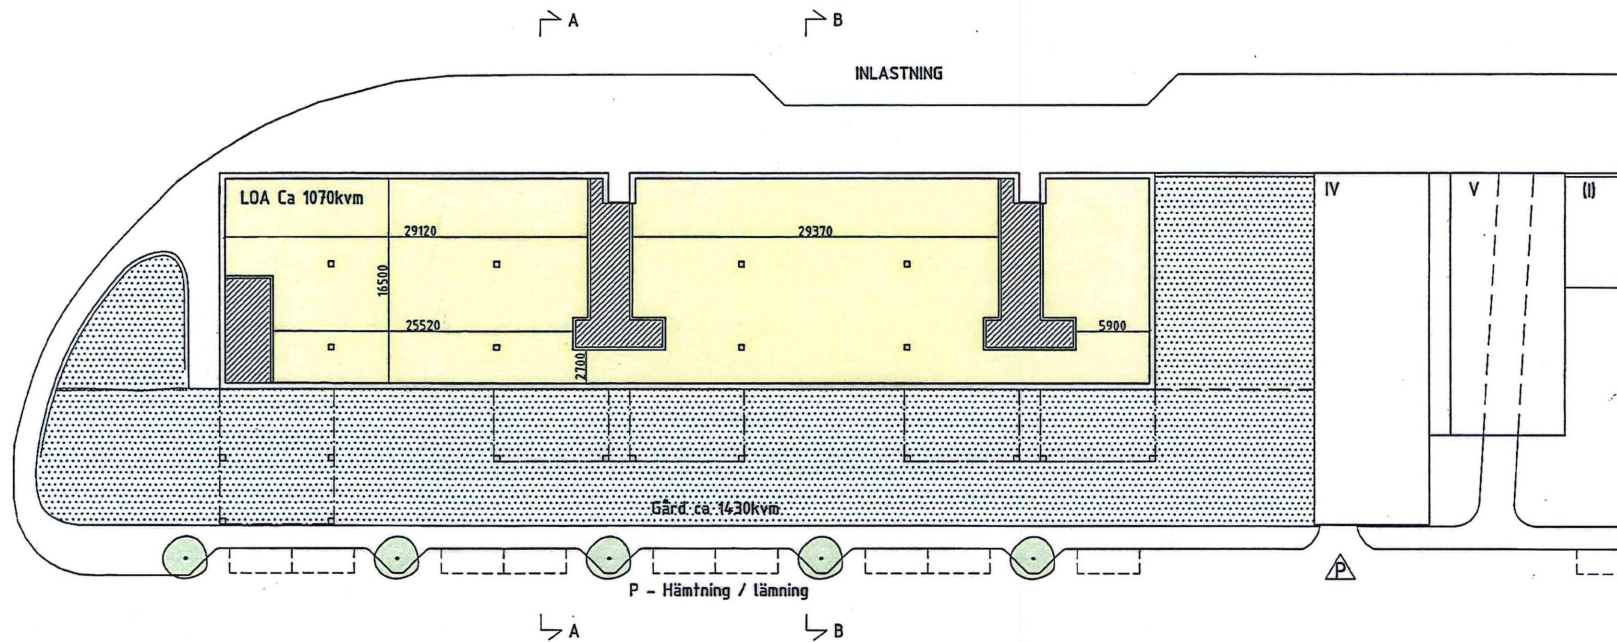 A
B
INLASTNING
LOA Ca 1070kvm
IV
V
(I)
29120
29370
16500
25520
5900
2700
Gård ca 1430kvm
P
P - Hämtning / lämning
A
B